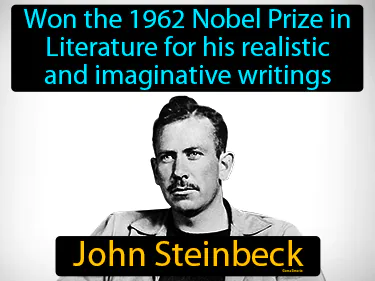 Won the 1962 Nobel Prize in
Literature for his realistic
and imaginative writings
John Steinbeck